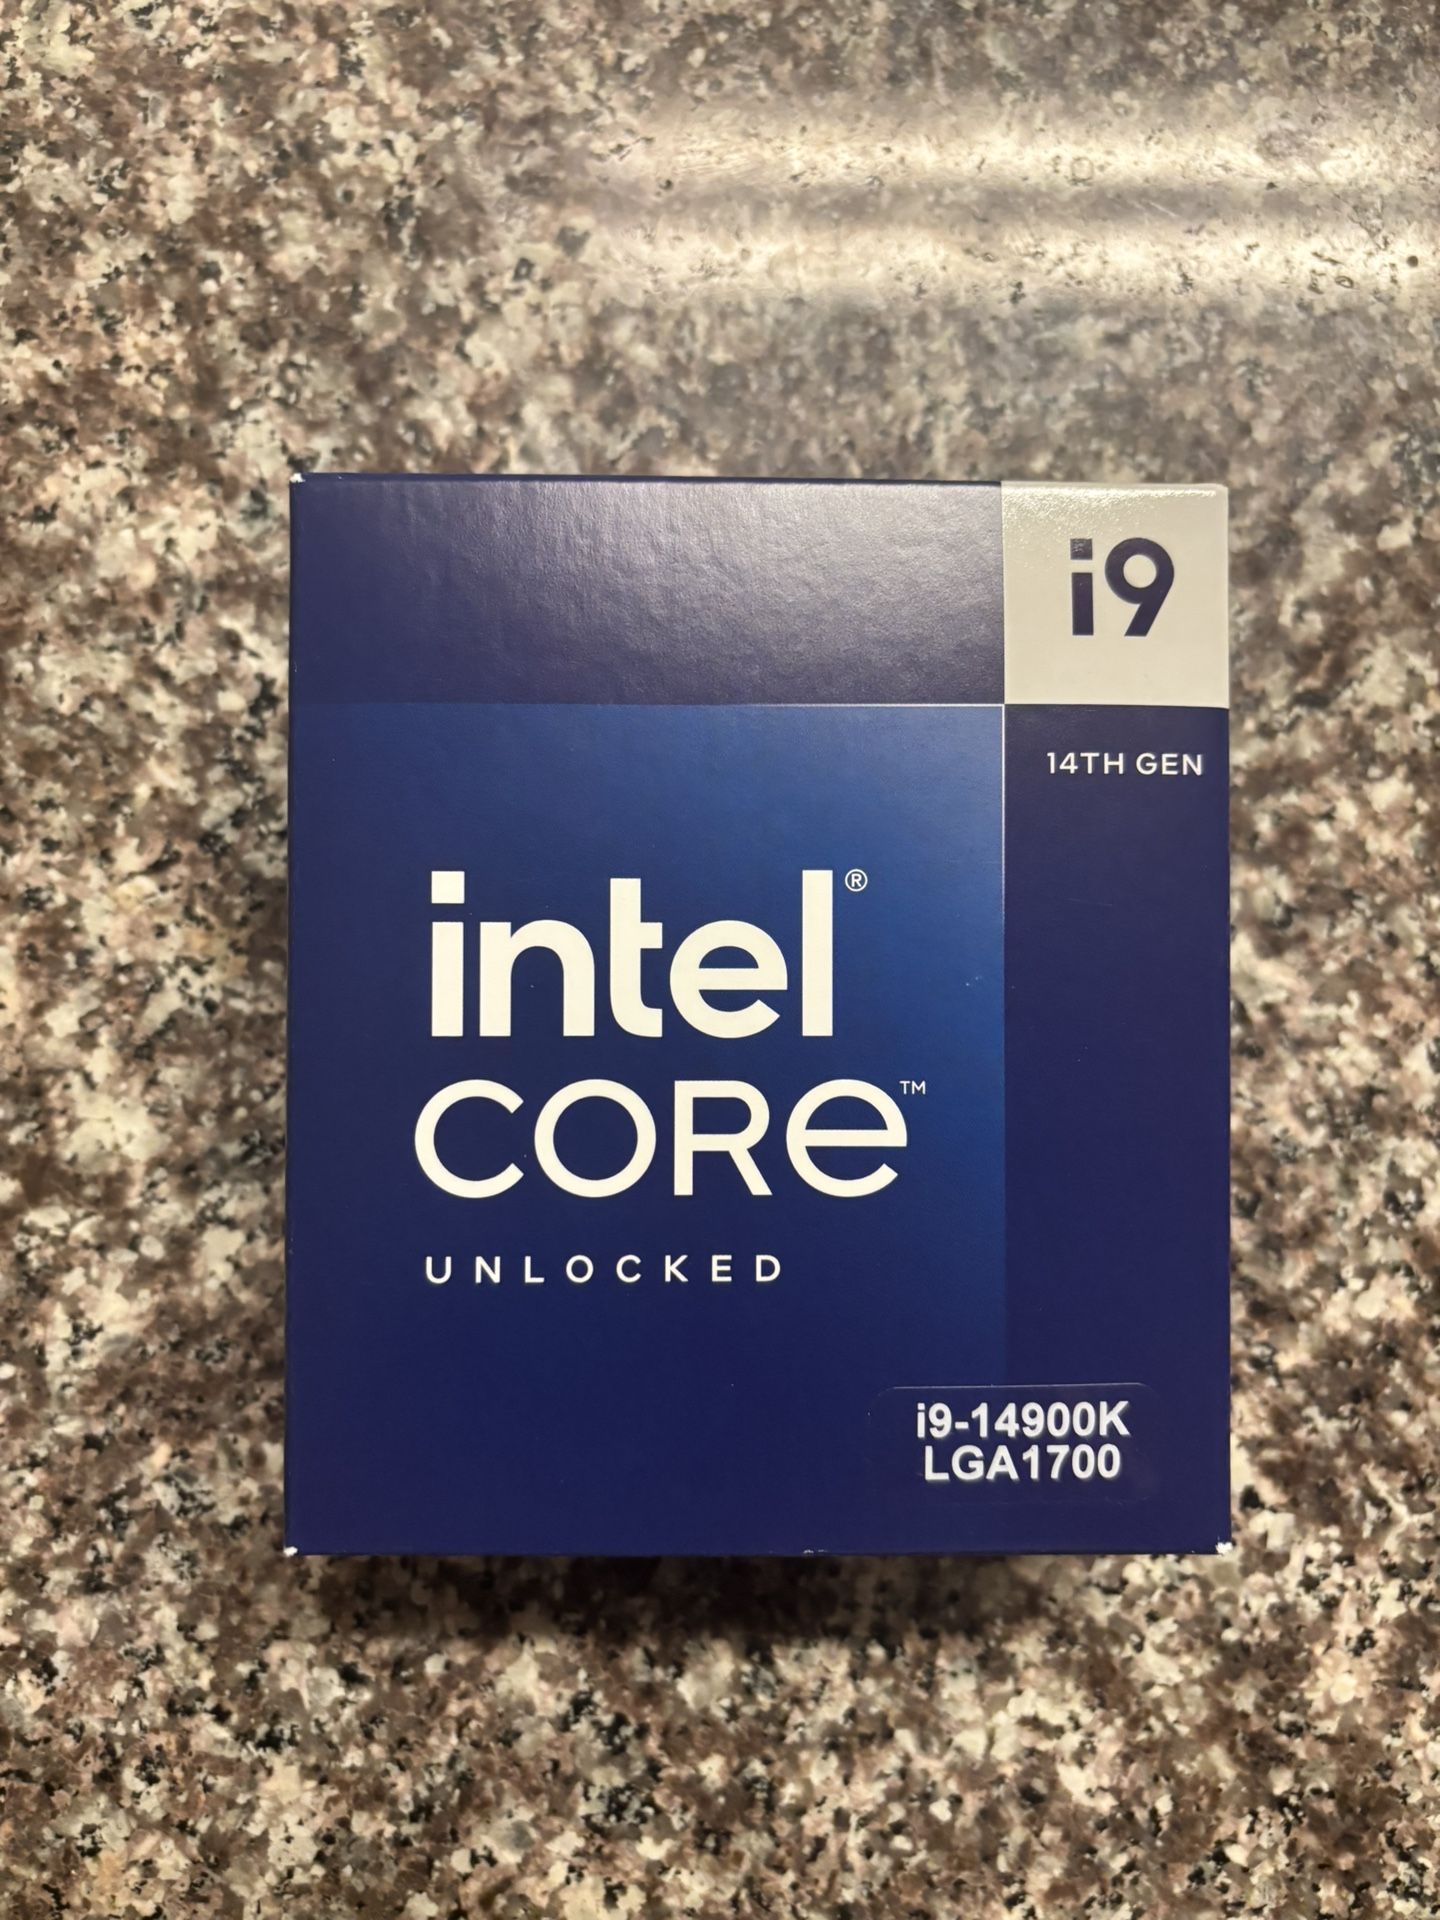 i9
14TH GEN
intel®
CORe™
UNLOCKED
i9-14900K
LGA1700